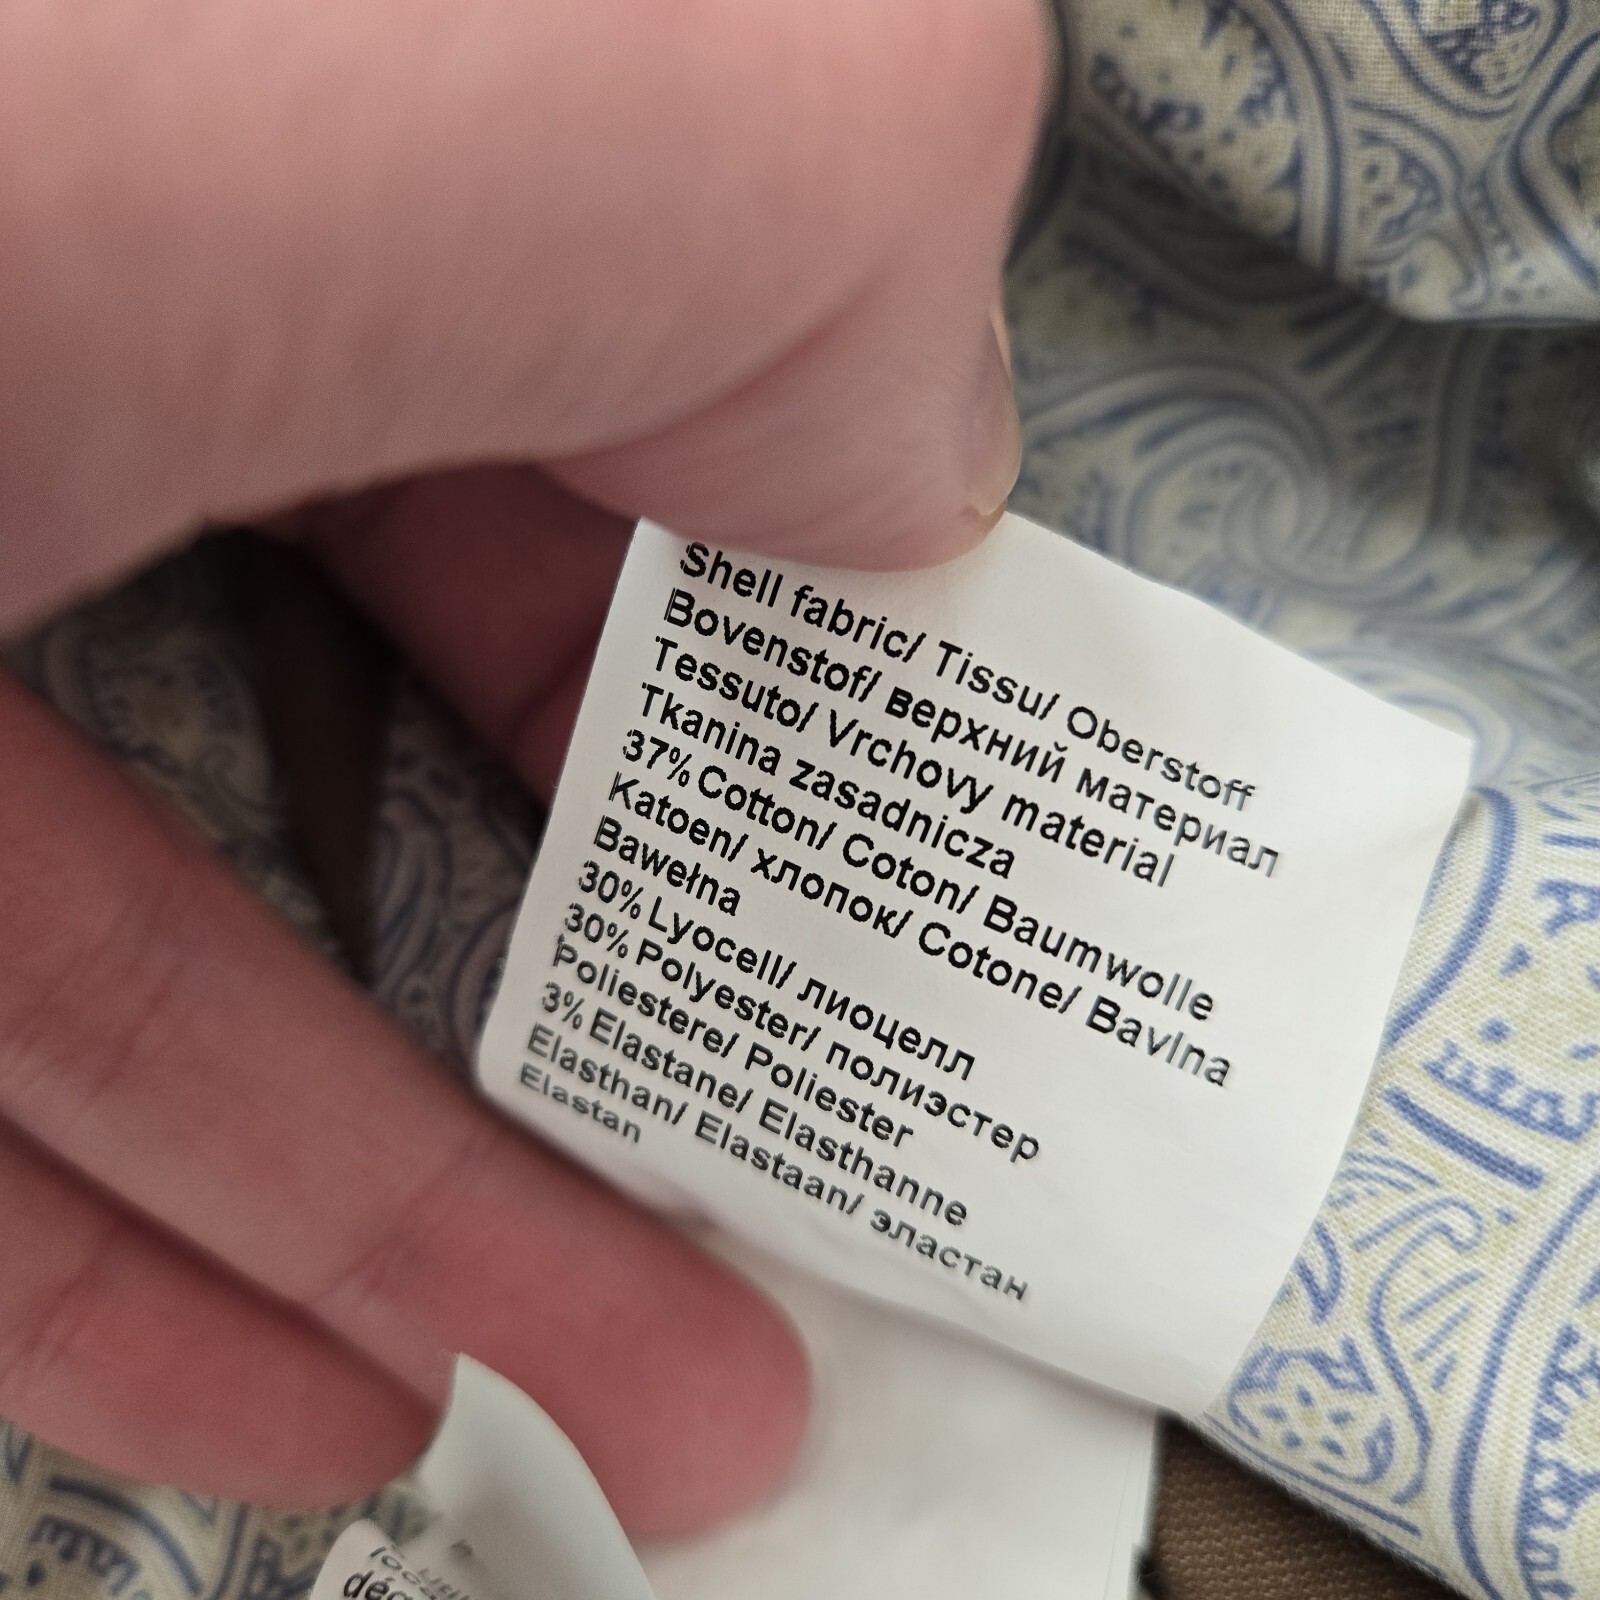 Shell fabric/ Tissu/ Oberstoff
Bovenstof/ верхний материал
Tessuto/ Vrchovy material
Tkanina zasadnicza
37% Cotton/ Coton/ Baumwolle
Katoen/ хлопок/ Cotone/ Bavlna
Bawełna
30% Lyocell/ лиоцелл
30% Polyester/ полиэстер
Poliestere/ Poliester
3% Elastane/ Elasthanne
Elasthan/ Elastaan/ эластан
Elastan